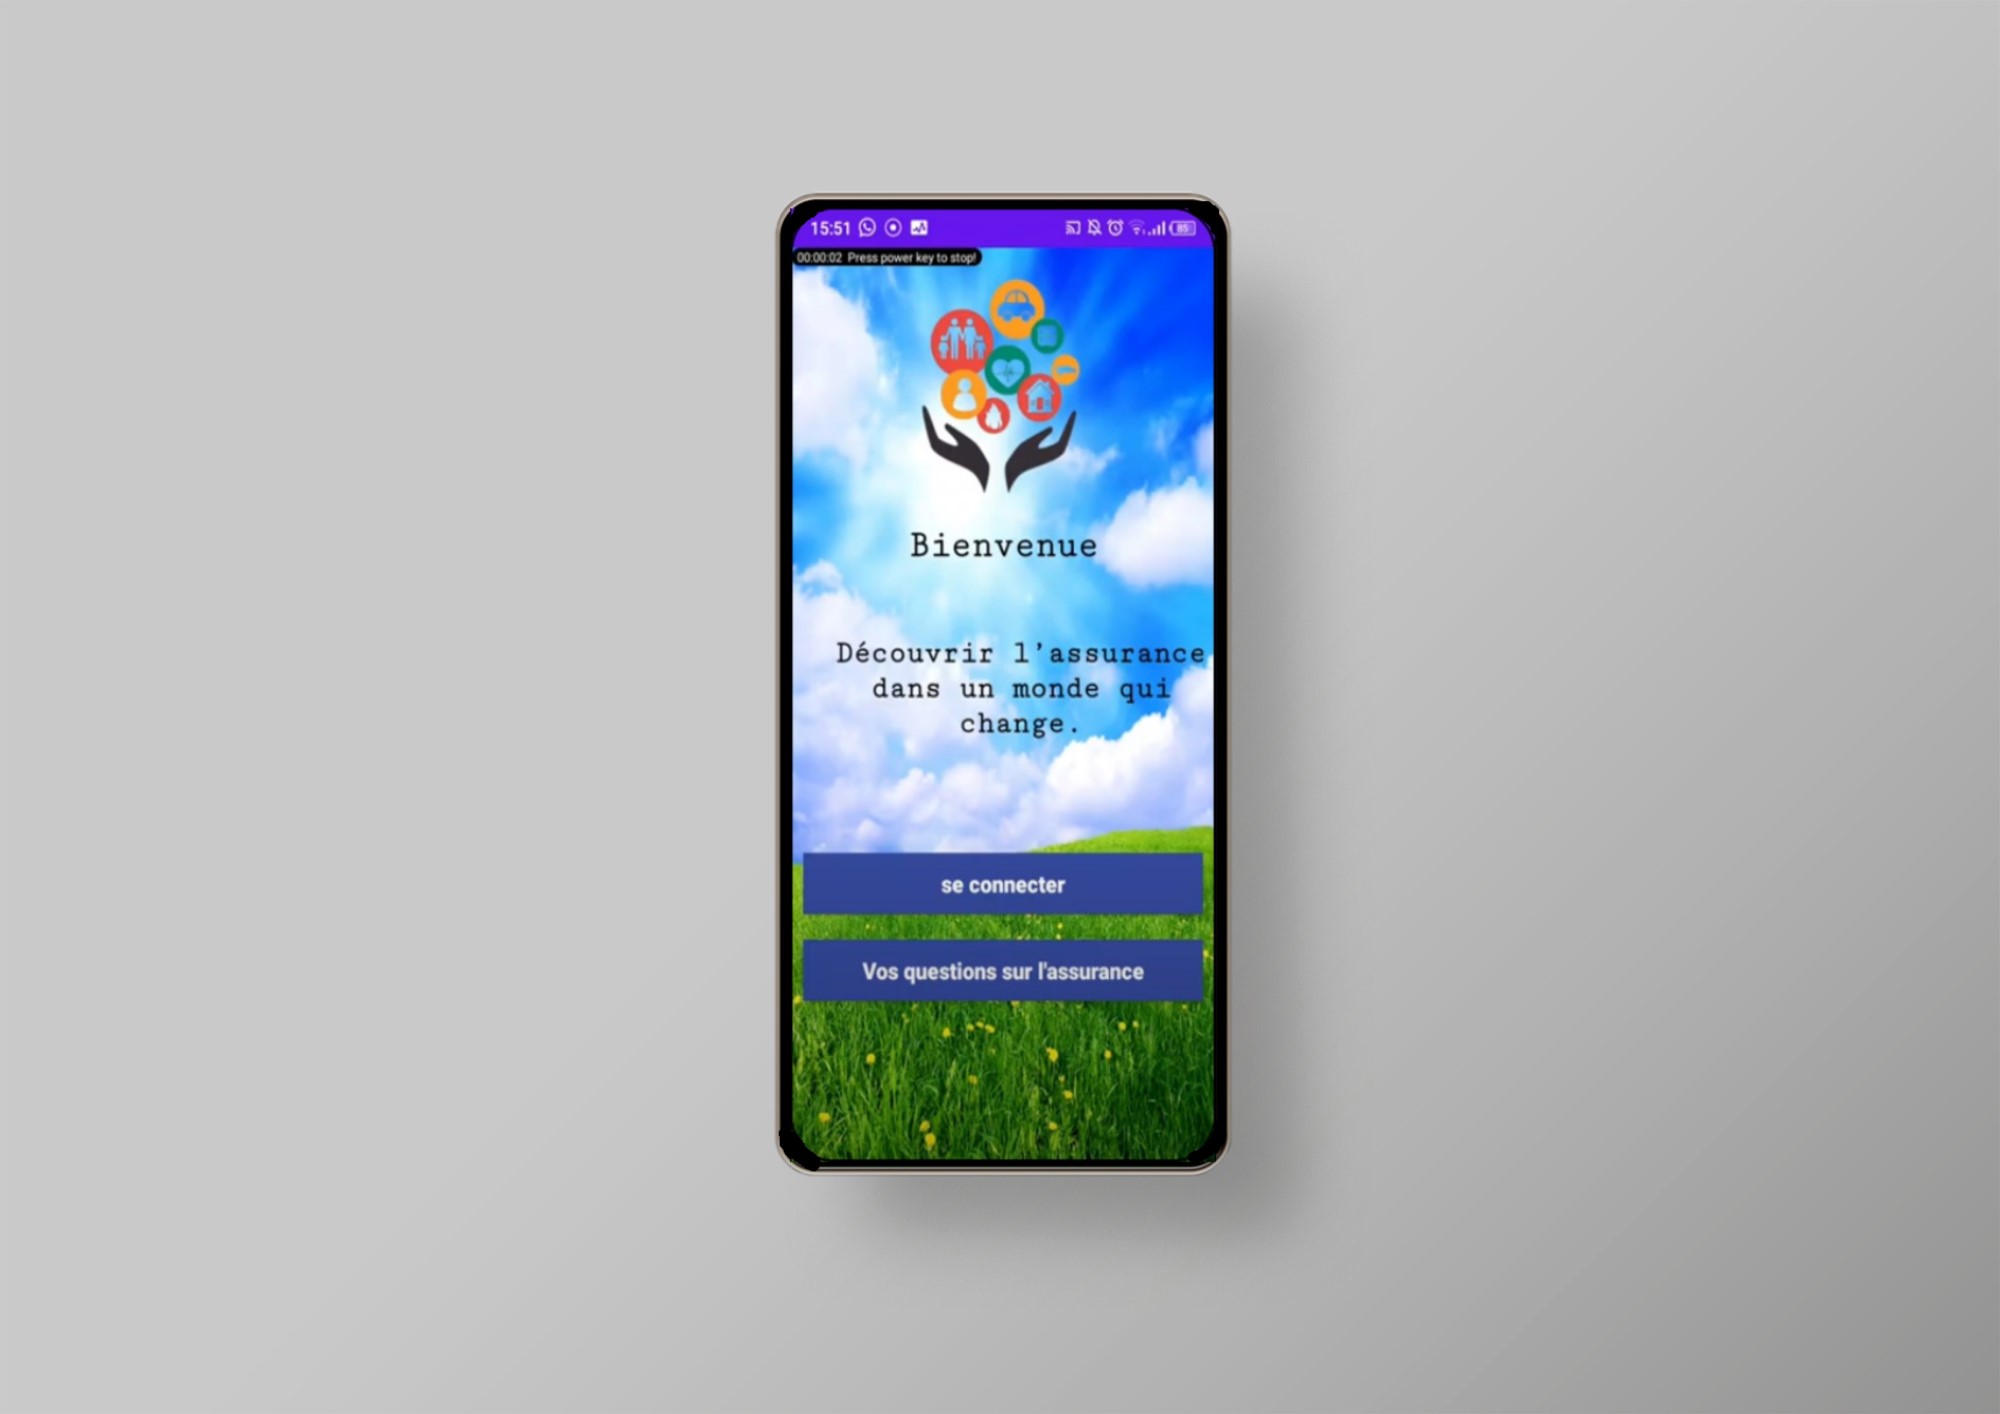 15:51
85
00:00:02 Press power key to stop!
Bienvenue
Découvrir l'assurance
dans un monde qui
change.
se connecter
Vos questions sur l'assurance